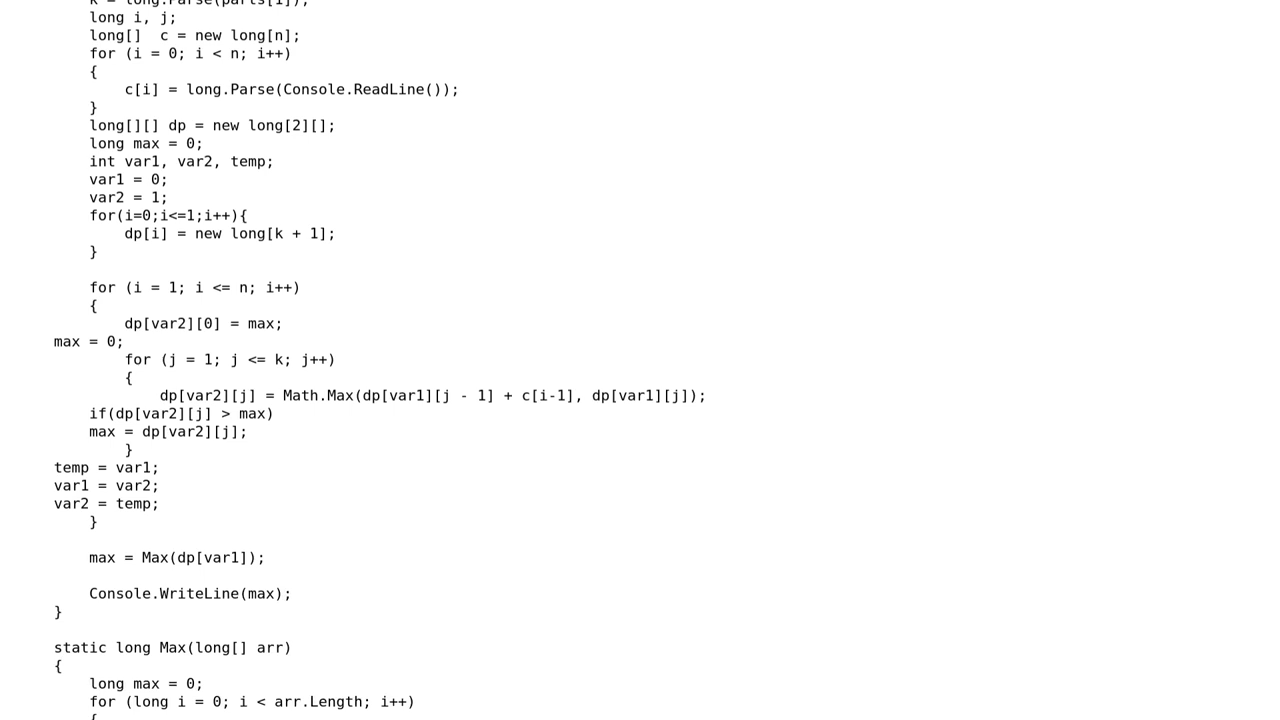 k = long.Parse(parts[1]);
    long i, j;
    long[]  c = new long[n];
    for (i = 0; i < n; i++)
    {
        c[i] = long.Parse(Console.ReadLine());
    }
    long[][] dp = new long[2][];
    long max = 0;
    int var1, var2, temp;
    var1 = 0;
    var2 = 1;
    for(i=0;i<=1;i++){
        dp[i] = new long[k + 1];
    }

    for (i = 1; i <= n; i++)
    {
        dp[var2][0] = max;
max = 0;
        for (j = 1; j <= k; j++)
        {
            dp[var2][j] = Math.Max(dp[var1][j - 1] + c[i-1], dp[var1][j]);
    if(dp[var2][j] > max)
    max = dp[var2][j];
        }
temp = var1;
var1 = var2;
var2 = temp;
    }

    max = Max(dp[var1]);

    Console.WriteLine(max);
}

static long Max(long[] arr)
{
    long max = 0;
    for (long i = 0; i < arr.Length; i++)
    {